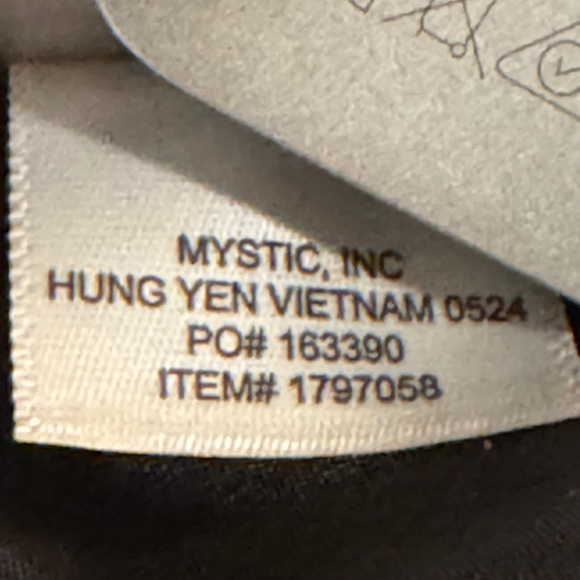 MYSTIC, INC
HUNG YEN VIETNAM 0524
PO# 163390
ITEM# 1797058